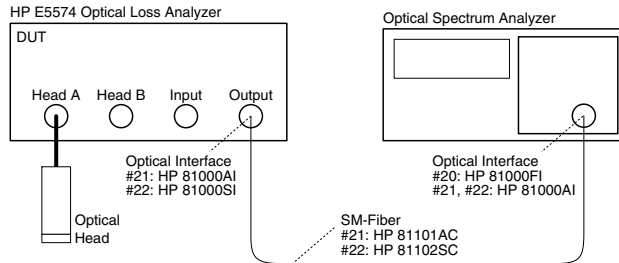 HP E5574 Optical Loss Analyzer
DUT
Head A Head B Input Output
Optical Interface
#21: HP 81000AI
#22: HP 81000SI
Optical
Head
Optical Spectrum Analyzer
Optical Interface
#20: HP 81000FI
#21, #22: HP 81000AI
SM-Fiber
#21: HP 81101AC
#22: HP 81102SC